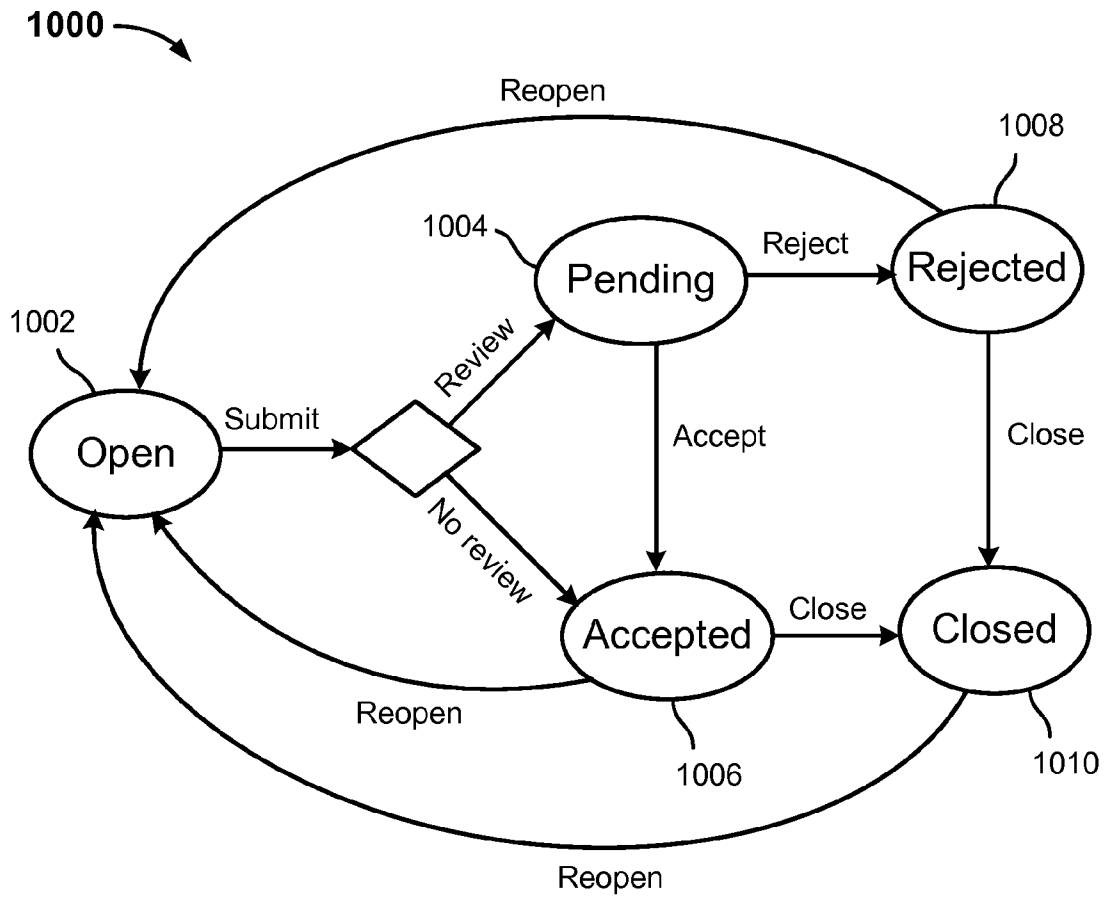 1000
Reopen
1008
1004
Reject
Pending
Rejected
1002
Review
Submit
Open
Accept
Close
No review
Close
Accepted
Closed
Reopen
1006
1010
Reopen